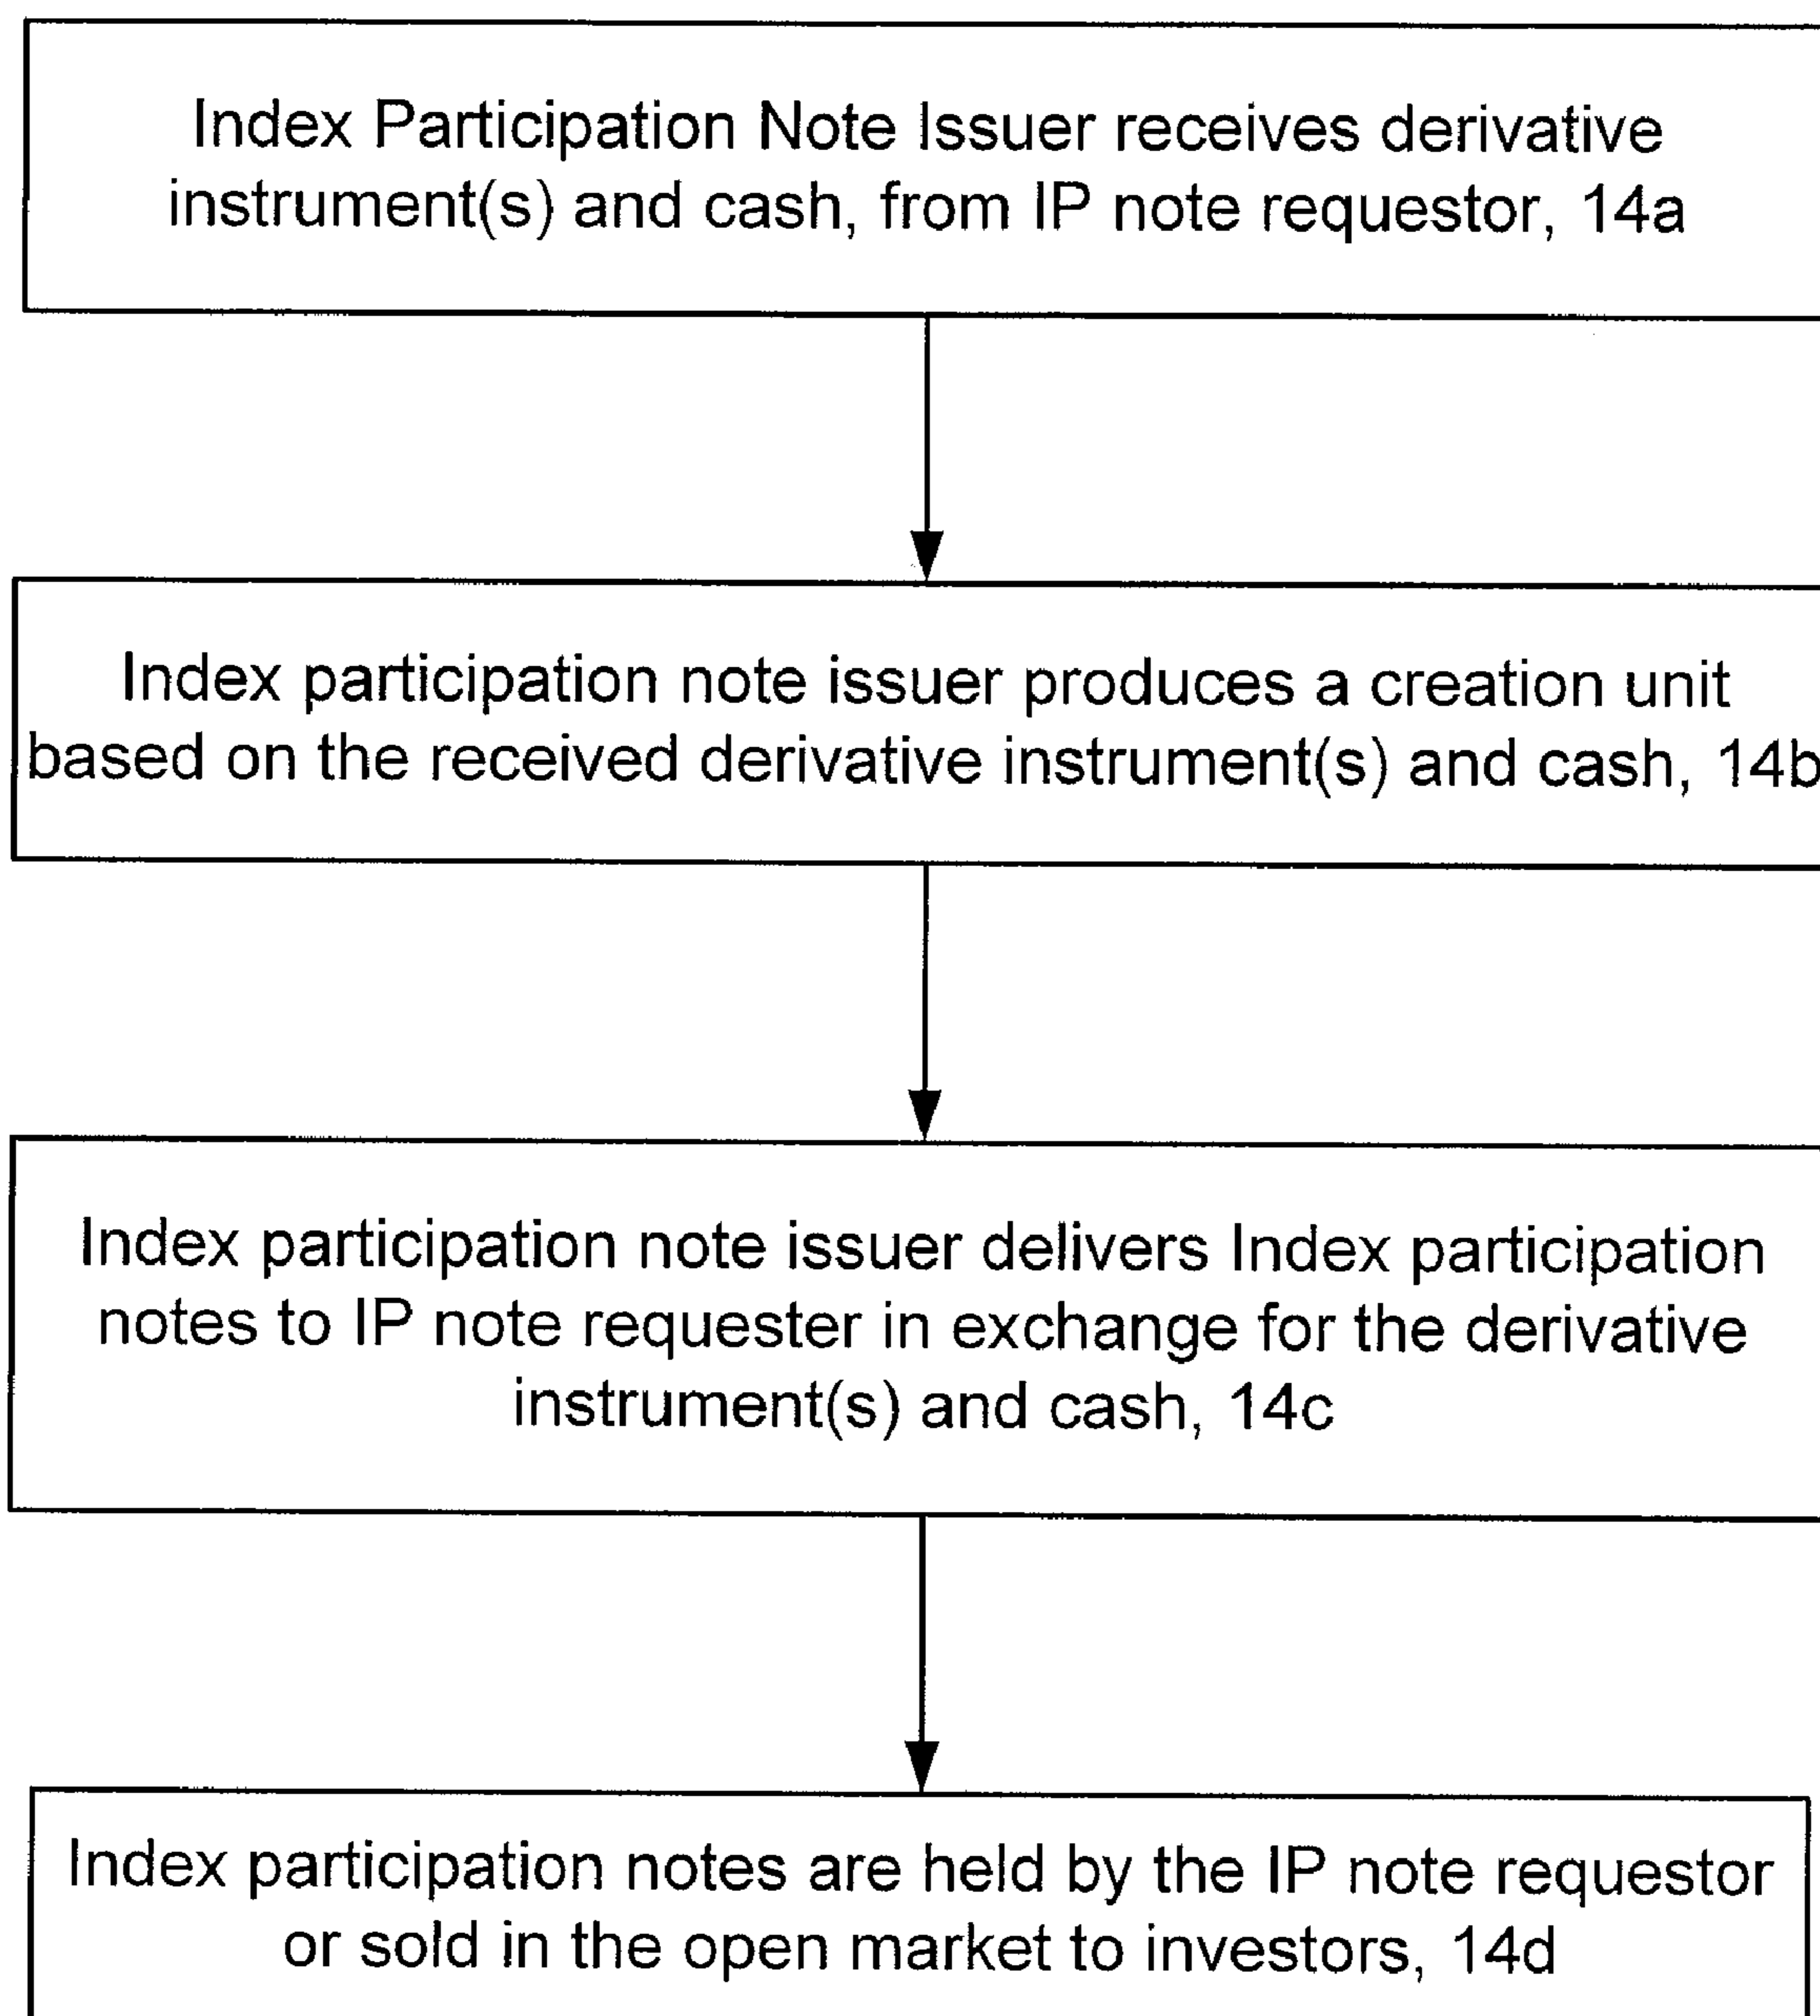 Index Participation Note Issuer receives derivative
instrument(s) and cash, from IP note requestor, 14a
Index participation note issuer produces a creation unit
based on the received derivative instrument(s) and cash, 14b
Index participation note issuer delivers Index participation
notes to IP note requester in exchange for the derivative
instrument(s) and cash, 14c
Index participation notes are held by the IP note requestor
or sold in the open market to investors, 14d